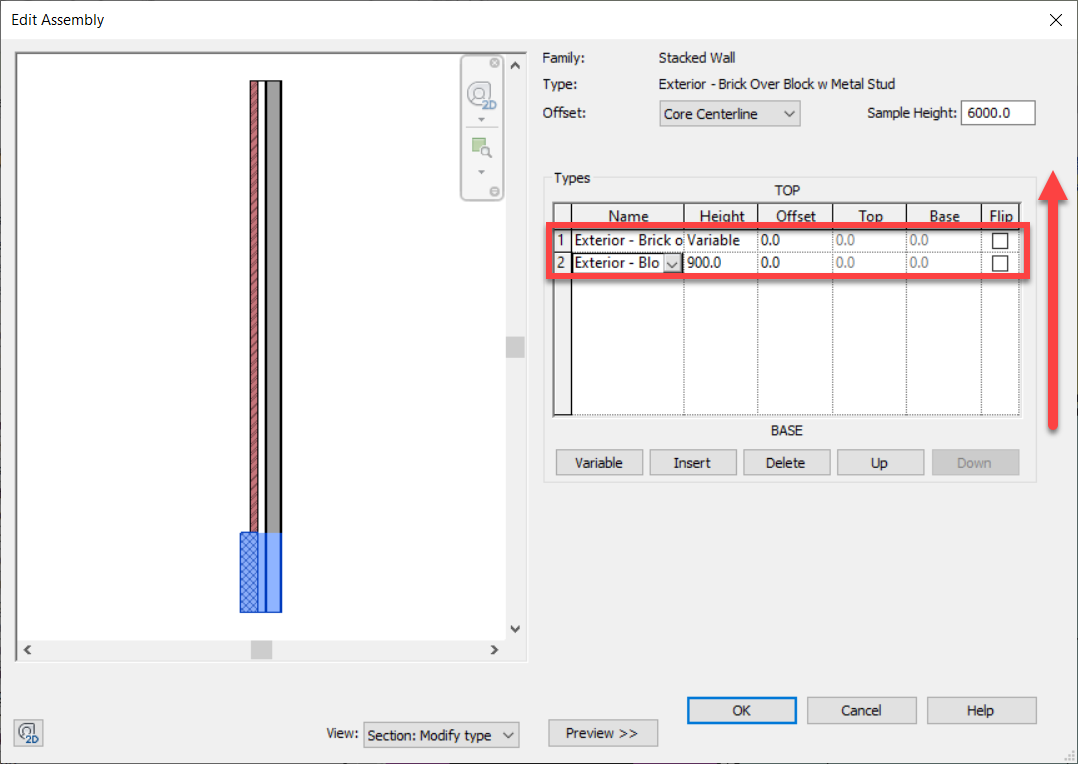 Edit Assembly
2D
Family: Stacked Wall
Type: Exterior - Brick Over Block w Metal Stud
Offset: Core Centerline Sample Height: 6000.0
Types
TOP
Name Height Offset Top Base Flip
1 Exterior - Brick o Variable 0.0 0.0 0.0
2 Exterior - Blo 900.0 0.0 0.0 0.0
BASE
Variable Insert Delete Up Down
OK Cancel Help
2D View: Section: Modify type Preview >>